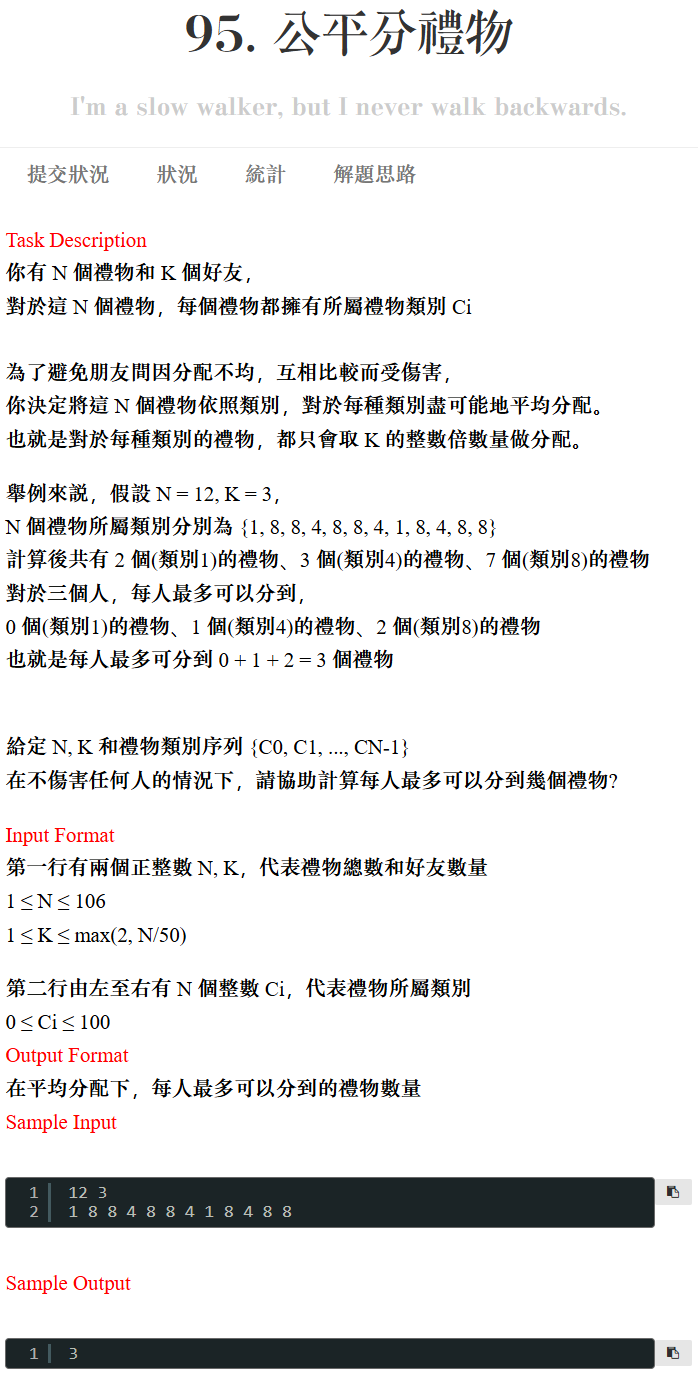 95. 公平分禮物
I'm a slow walker, but I never walk backwards.
提交狀況 狀況 統計 解題思路
Task Description
你有 N 個禮物和 K 個好友，
對於這 N 個禮物，每個禮物都擁有所屬禮物類別 Ci
為了避免朋友間因分配不均，互相比較而受傷害，
你決定將這 N 個禮物依照類別，對於每種類別盡可能地平均分配。
也就是對於每種類別的禮物，都只會取 K 的整數倍數量做分配。
舉例來説，假設 N = 12, K = 3，
N 個禮物所屬類別分別為 {1, 8, 8, 4, 8, 8, 4, 1, 8, 4, 8, 8}
計算後共有 2 個(類別1)的禮物、3 個(類別4)的禮物、7 個(類別8)的禮物
對於三個人，每人最多可以分到，
0 個(類別1)的禮物、1 個(類別4)的禮物、2 個(類別8)的禮物
也就是每人最多可分到 0 + 1 + 2 = 3 個禮物
給定 N, K 和禮物類別序列 {C0, C1, ..., CN-1}
在不傷害任何人的情況下，請協助計算每人最多可以分到幾個禮物?
Input Format
第一行有兩個正整數 N, K，代表禮物總數和好友數量
1 ≤ N ≤ 106
1 ≤ K ≤ max(2, N/50)
第二行由左至右有 N 個整數 Ci，代表禮物所屬類別
0 ≤ Ci ≤ 100
Output Format
在平均分配下，每人最多可以分到的禮物數量
Sample Input
1 12 3
2 1 8 8 4 8 8 4 1 8 4 8 8
Sample Output
1 3